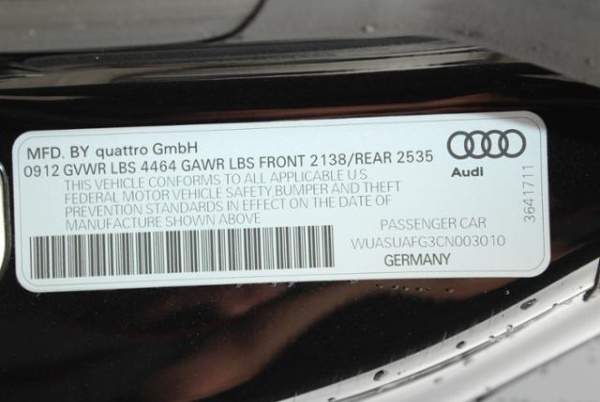 MFD. BY quattro GmbH
0912 GVWR LBS 4464 GAWR LBS FRONT 2138/REAR 2535
THIS VEHICLE CONFORMS TO ALL APPLICABLE U.S
FEDERAL MOTOR VEHICLE SAFETY,BUMPER AND THEFT
PREVENTION STANDARDS IN EFFECT ON THE DATE OF
MANUFACTURE SHOWN ABOVE
PASSENGER CAR
WUASUAFG3CN003010
GERMANY
Audi
3641711